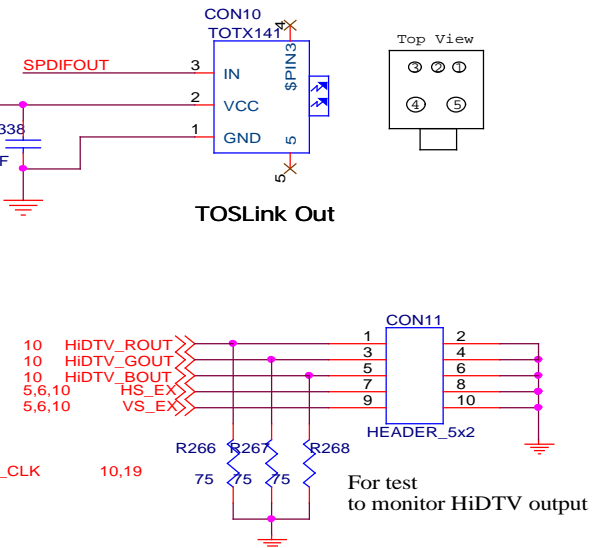 CON10
TOTX141
4
Top View
SPDIFOUT
3
IN
$PIN3
3 2 1
2
VCC
4 5
338
1
GND
5
F
5
TOSLink Out
CON11
10 HiDTV_ROUT
1
2
10 HiDTV_GOUT
3
4
10 HiDTV_BOUT
5
6
5,6,10 HS_EX
7
8
5,6,10 VS_EX
9
10
HEADER_5x2
R266 R267 R268
_CLK 10,19
75 75 75
For test
to monitor HiDTV output